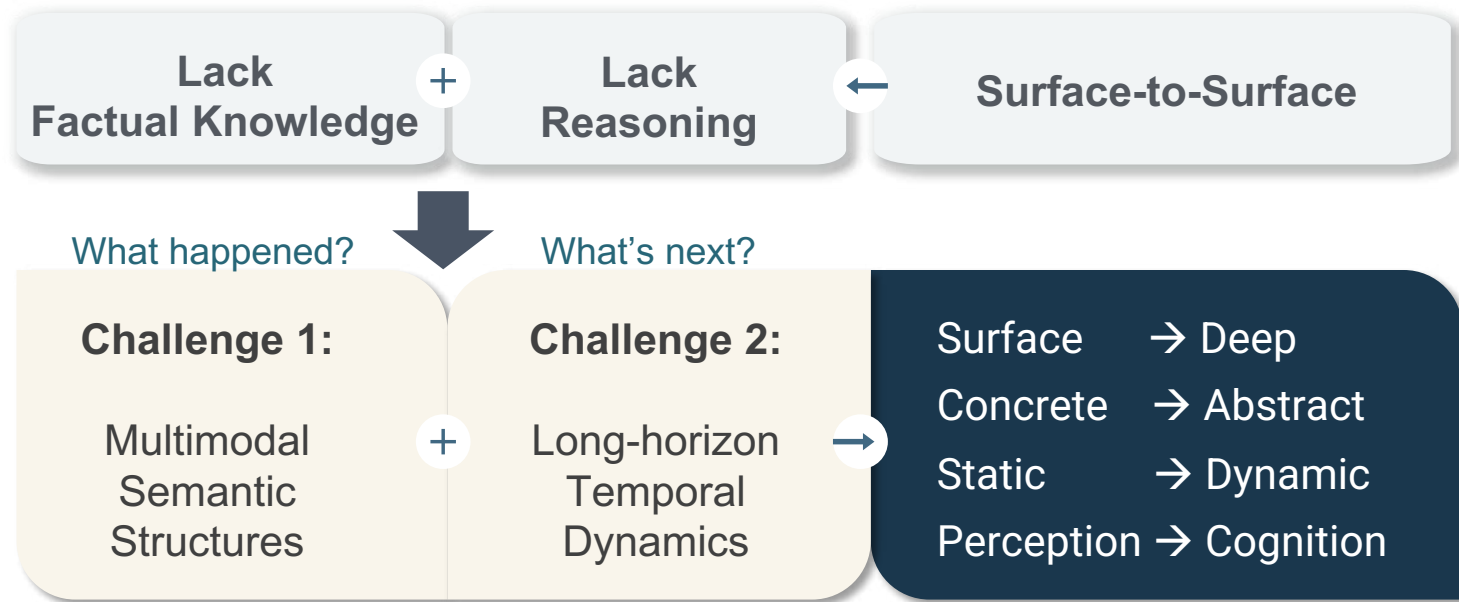 Lack
Factual Knowledge
+
Lack
Reasoning
←
Surface-to-Surface
What happened?
What’s next?
Challenge 1:
Multimodal
Semantic
Structures
+
Challenge 2:
Long-horizon
Temporal
Dynamics
→
Surface → Deep
Concrete → Abstract
Static → Dynamic
Perception → Cognition